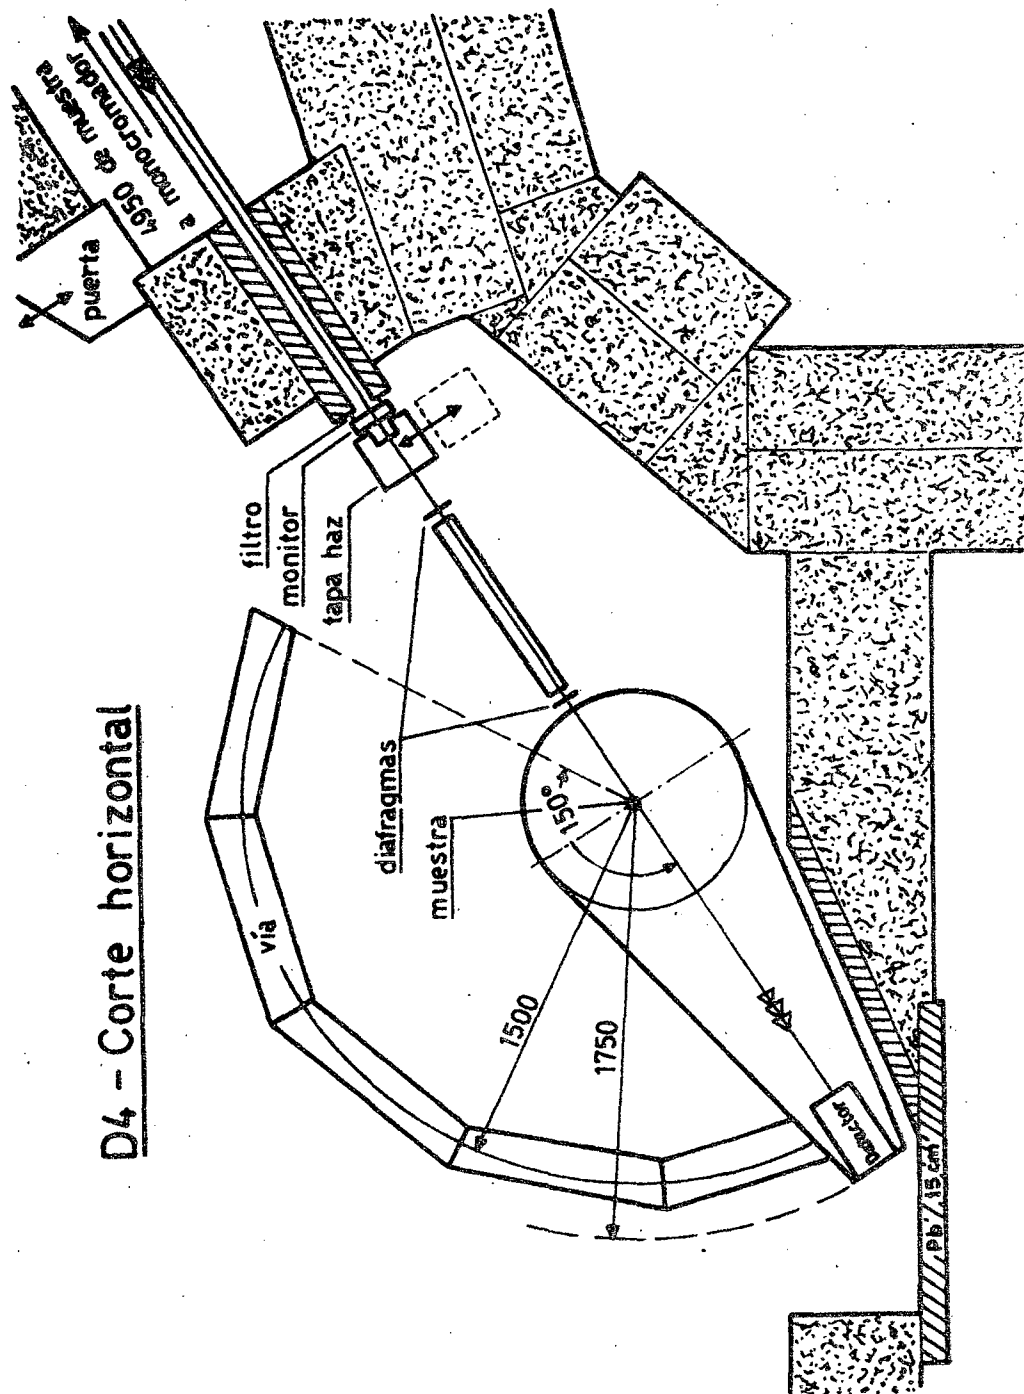 D4 – Corte horizontal
4950 de muestra
a monocromador
puerta
filtro
monitor
tapa haz
diafragmas
muestra
vía
150°
1500
1750
Detector
Pb / 15 cm